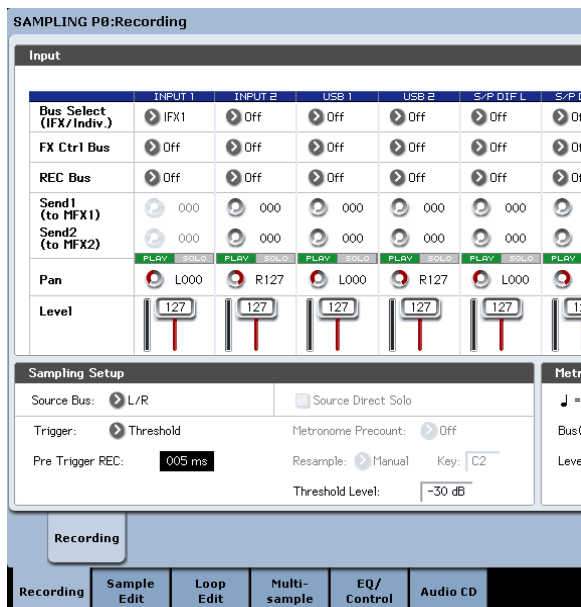 SAMPLING P0:Recording
Input
INPUT 1 INPUT 2 USB 1 USB 2 S/P DIF L S/P
Bus Select (IFX/Indiv.) IFX1 Off Off Off Off
FX Ctrl Bus Off Off Off Off Off
REC Bus Off Off Off Off Off
Send1 (to MFX1) 000 000 000 000 000
Send2 (to MFX2) 000 000 000 000 000
PLAY SOLO PLAY SOLO PLAY SOLO PLAY SOLO PLAY SOLO PLAY
Pan L000 R127 L000 R127 L000
Level 127 127 127 127 127
Sampling Setup Metr
Source Bus: L/R Source Direct Solo ♩ =
Trigger: Threshold Metronome Precount: Off Bus
Pre Trigger REC: 005 ms Resample: Manual Key: C2 Leve
Threshold Level: -30 dB
Recording
Recording Sample Edit Loop Edit Multi-sample EQ/Control Audio CD